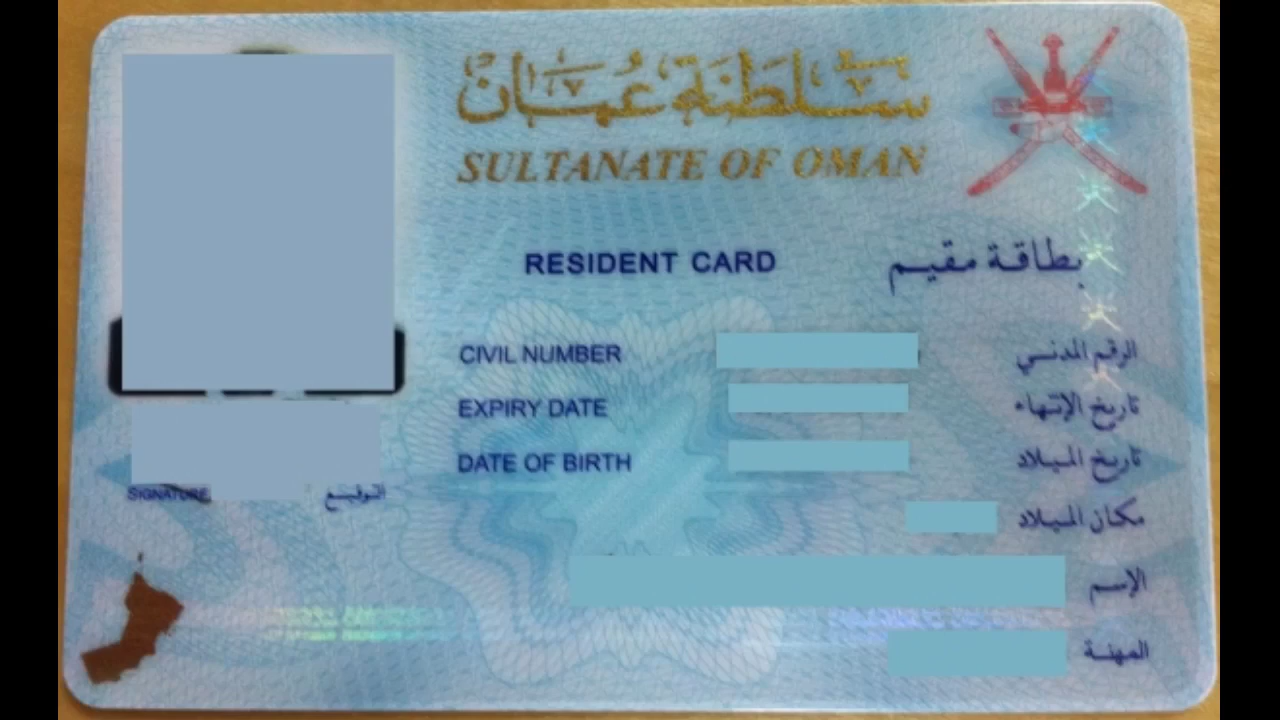 سلطنة عُمان
SULTANATE OF OMAN
RESIDENT CARD بطاقة مقيم
CIVIL NUMBER الرقم المدني
EXPIRY DATE تاريخ الإنتهاء
DATE OF BIRTH تاريخ الميلاد
SIGNATURE التوقيع
مكان الميلاد
الإسم
المهنة